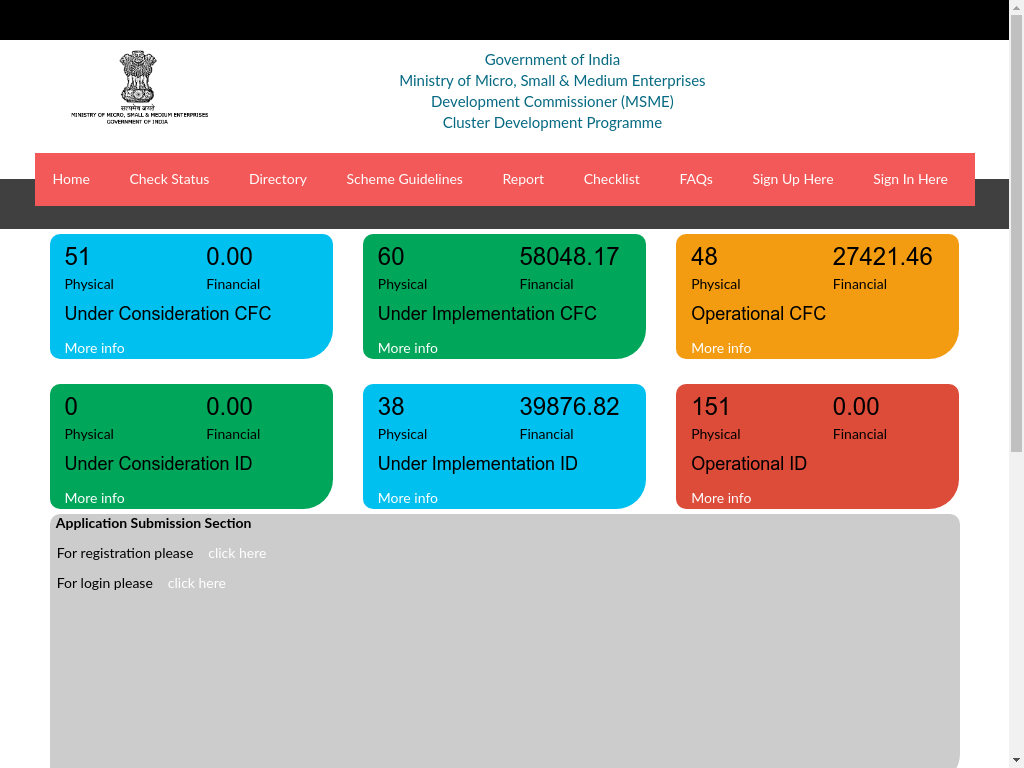 सत्यमेव जयते
MINISTRY OF MICRO, SMALL & MEDIUM ENTERPRISES
GOVERNMENT OF INDIA
Government of India
Ministry of Micro, Small & Medium Enterprises
Development Commissioner (MSME)
Cluster Development Programme
Home Check Status Directory Scheme Guidelines Report Checklist FAQs Sign Up Here Sign In Here
51 0.00
Physical Financial
Under Consideration CFC
More info
60 58048.17
Physical Financial
Under Implementation CFC
More info
48 27421.46
Physical Financial
Operational CFC
More info
0 0.00
Physical Financial
Under Consideration ID
More info
38 39876.82
Physical Financial
Under Implementation ID
More info
151 0.00
Physical Financial
Operational ID
More info
Application Submission Section
For registration please click here
For login please click here